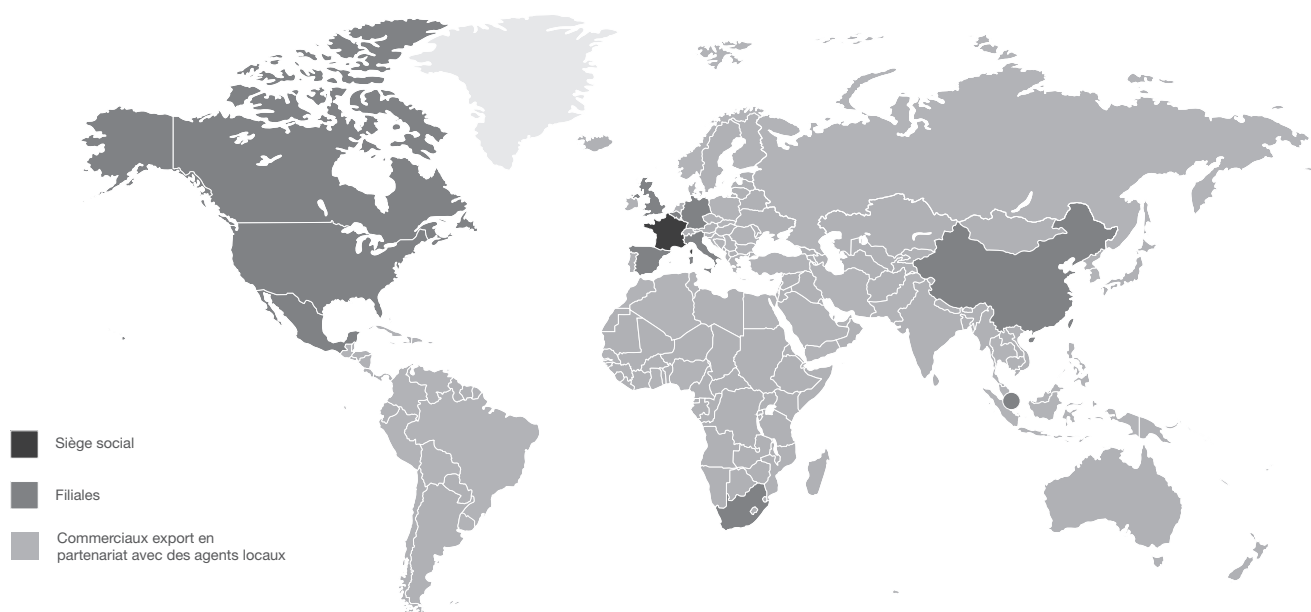 Siège social
Filiales
Commerciaux export en
partenariat avec des agents locaux